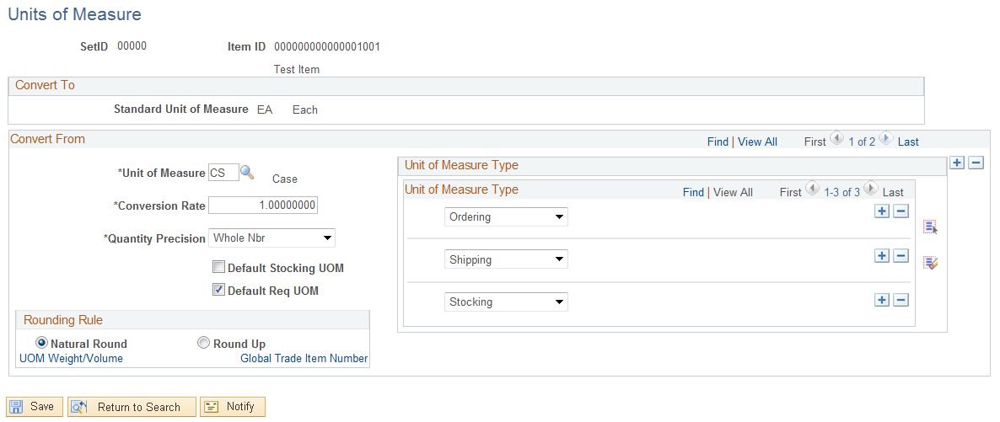 Units of Measure
SetID 00000 Item ID 000000000000001001
Test Item
Convert To
Standard Unit of Measure EA Each
Convert From Find | View All First 1 of 2 Last
*Unit of Measure CS Case
*Conversion Rate 1.00000000
*Quantity Precision Whole Nbr
Default Stocking UOM
Default Req UOM
Rounding Rule
Natural Round Round Up
UOM Weight/Volume Global Trade Item Number
Unit of Measure Type
Unit of Measure Type Find | View All First 1-3 of 3 Last
Ordering
Shipping
Stocking
Save Return to Search Notify